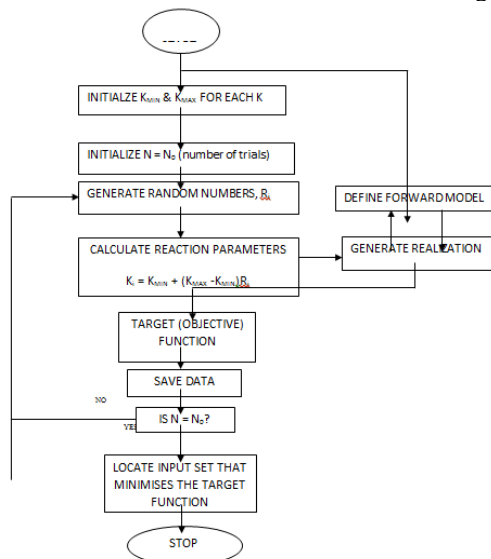 INITIALZE KMIN & KMAX FOR EACH K
INITIALIZE N = N₀ (number of trials)
GENERATE RANDOM NUMBERS,
DEFINE FORWARD MODEL
CALCULATE REACTION PARAMETERS
GENERATE REALIZATION
Kᵢ = KMIN + (KMAX -KMIN)
TARGET (OBJECTIVE)
FUNCTION
SAVE DATA
NO
IS N = N₀?
LOCATE INPUT SET THAT
MINIMISES THE TARGET
FUNCTION
STOP